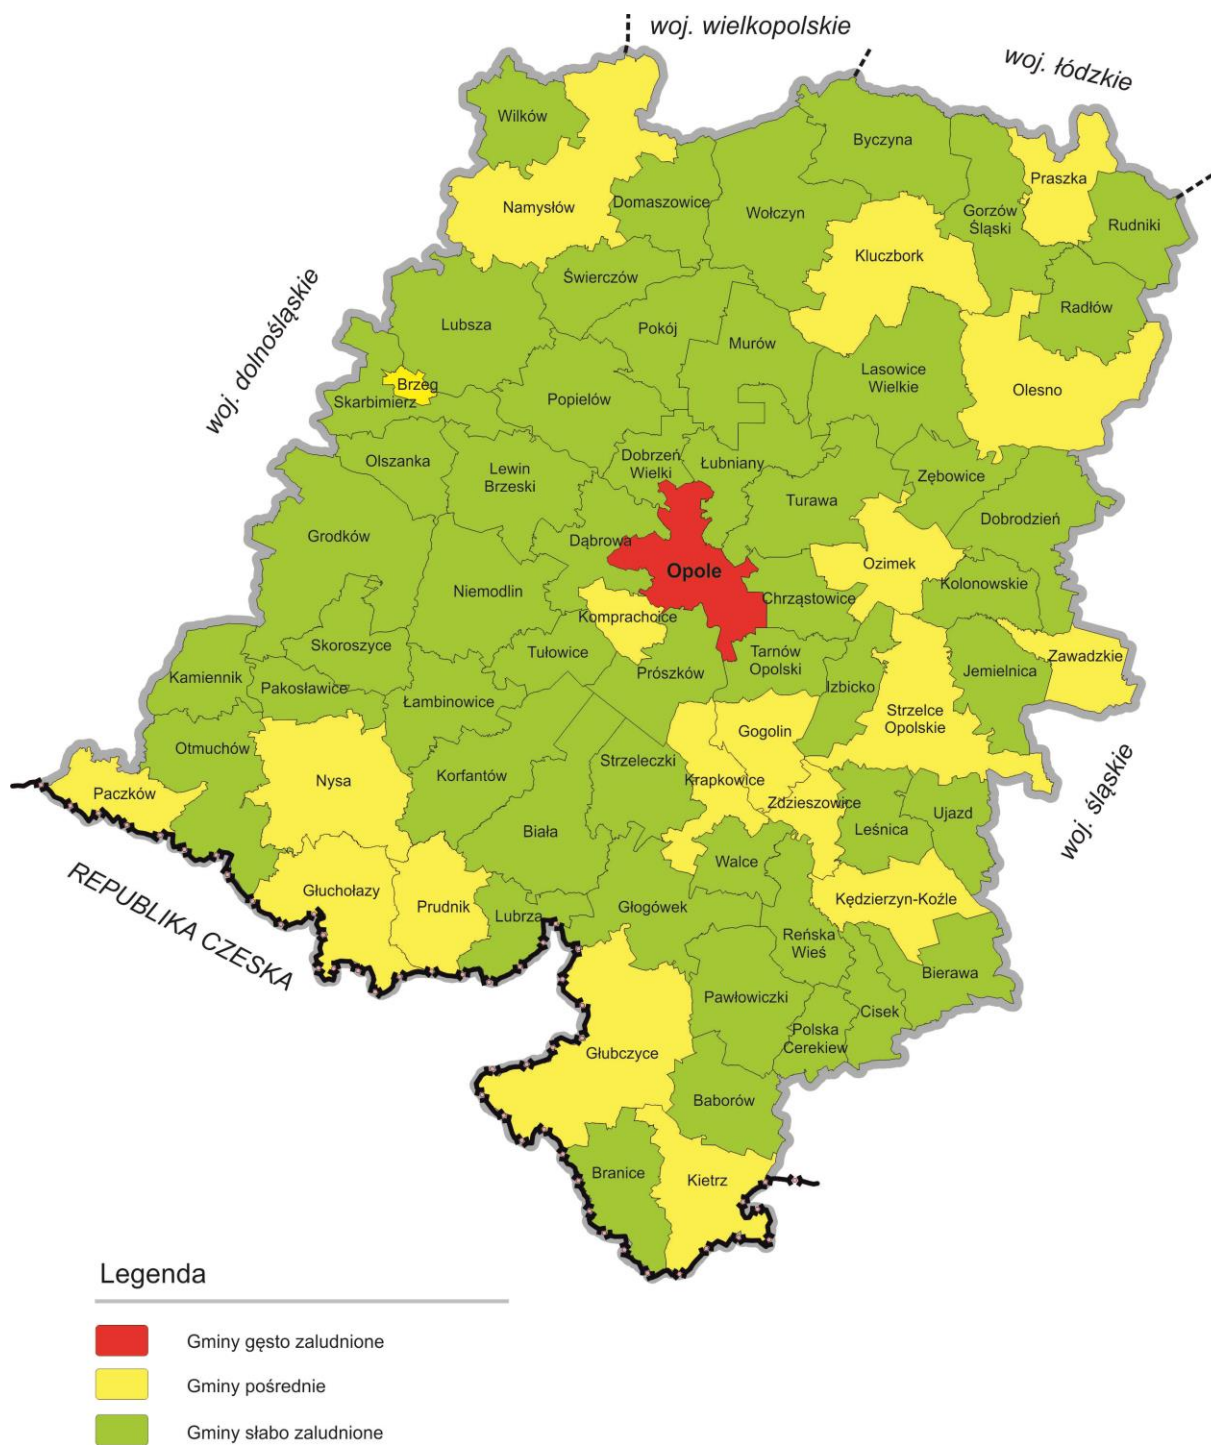 woj. wielkopolskie
woj. łódzkie
Wilków
Byczyna
Praszka
Namysłów
Domaszowice
Wołczyn
Gorzów
Śląski
Rudniki
Kluczbork
Świerczów
Radłów
Lubsza
Pokój
Murów
woj. dolnośląskie
Lasowice
Wielkie
Brzeg
Olesno
Skarbimierz
Popielów
Olszanka
Lewin
Brzeski
Dobrzeń
Wielki
Łubniany
Zębowice
Turawa
Dobrodzień
Grodków
Dąbrowa
Opole
Ozimek
Kolonowskie
Niemodlin
Chrząstowice
Komprachcice
Skoroszyce
Tułowice
Prószków
Tarnów
Opolski
Zawadzkie
Kamiennik
Pakosławice
Izbicko
Jemielnica
Łambinowice
Strzelce
Opolskie
Otmuchów
Gogolin
Strzeleczki
Nysa
Korfantów
Krapkowice
Paczków
Zdzieszowice
woj. śląskie
Ujazd
Leśnica
Biała
Walce
REPUBLIKA CZESKA
Głuchołazy
Prudnik
Lubrza
Głogówek
Kędzierzyn-Koźle
Reńska
Wieś
Bierawa
Pawłowiczki
Cisek
Polska
Cerekiew
Głubczyce
Baborów
Branice
Kietrz
Legenda
Gminy gęsto zaludnione
Gminy pośrednie
Gminy słabo zaludnione